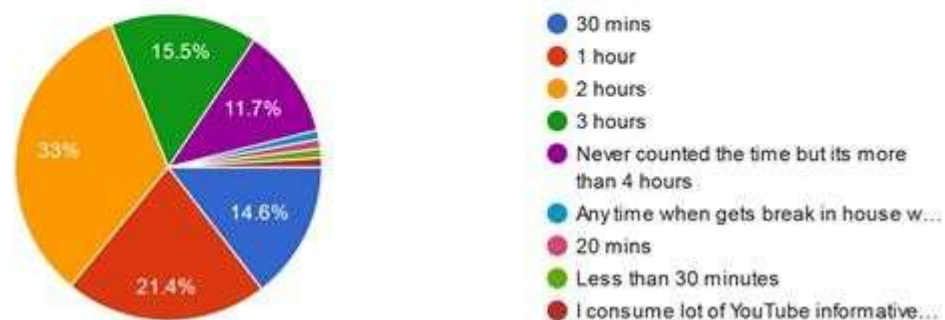 15.5%
11.7%
33%
14.6%
21.4%
30 mins
1 hour
2 hours
3 hours
Never counted the time but its more
than 4 hours
Anytime when gets break in house w...
20 mins
Less than 30 minutes
I consume lot of YouTube informative...